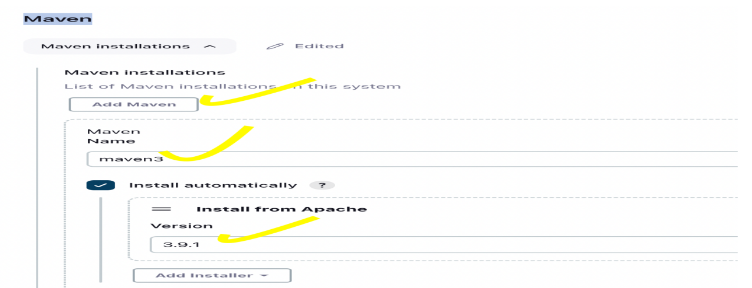 Maven
Maven installations Edited
Maven installations
List of Maven installations on this system
Add Maven
Maven
Name
maven3
Install automatically ?
Install from Apache
Version
3.9.1
Add Installer